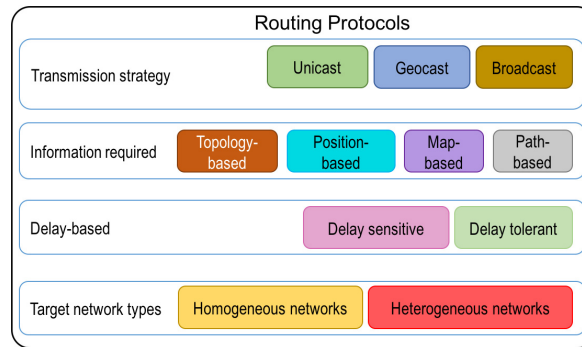 Routing Protocols
Transmission strategy
Unicast
Geocast
Broadcast
Information required
Topology-
based
Position-
based
Map-
based
Path-
based
Delay-based
Delay sensitive
Delay tolerant
Target network types
Homogeneous networks
Heterogeneous networks